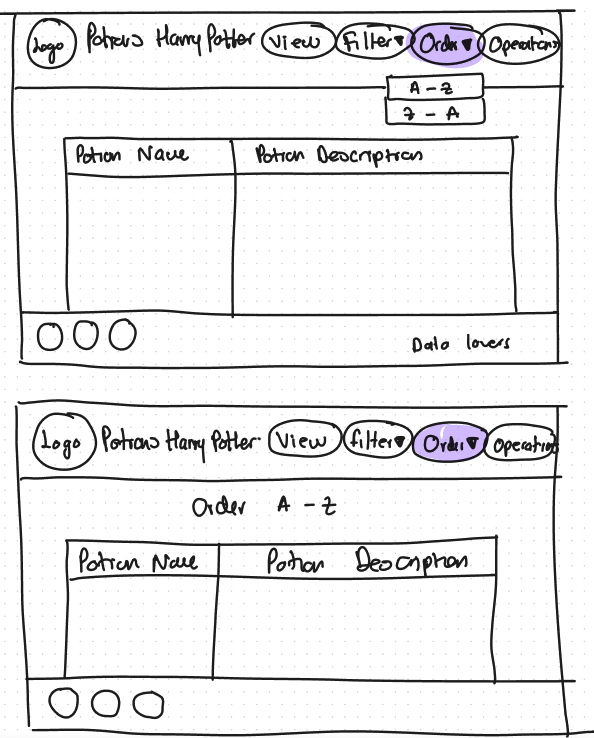 Logo Potions Harry Potter View Filter▼ Order▼ Operations
A - Z
Z - A
Potion Name Potion Description
Data lovers
Logo Potions Harry Potter View filter▼ Order▼ Operation
Order A - Z
Potion Name Potion Description